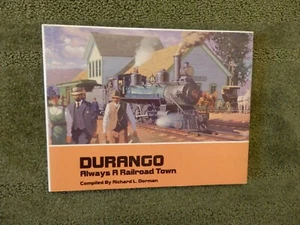 DURANGO
Always A Railroad Town
Compiled By Richard L. Dorman